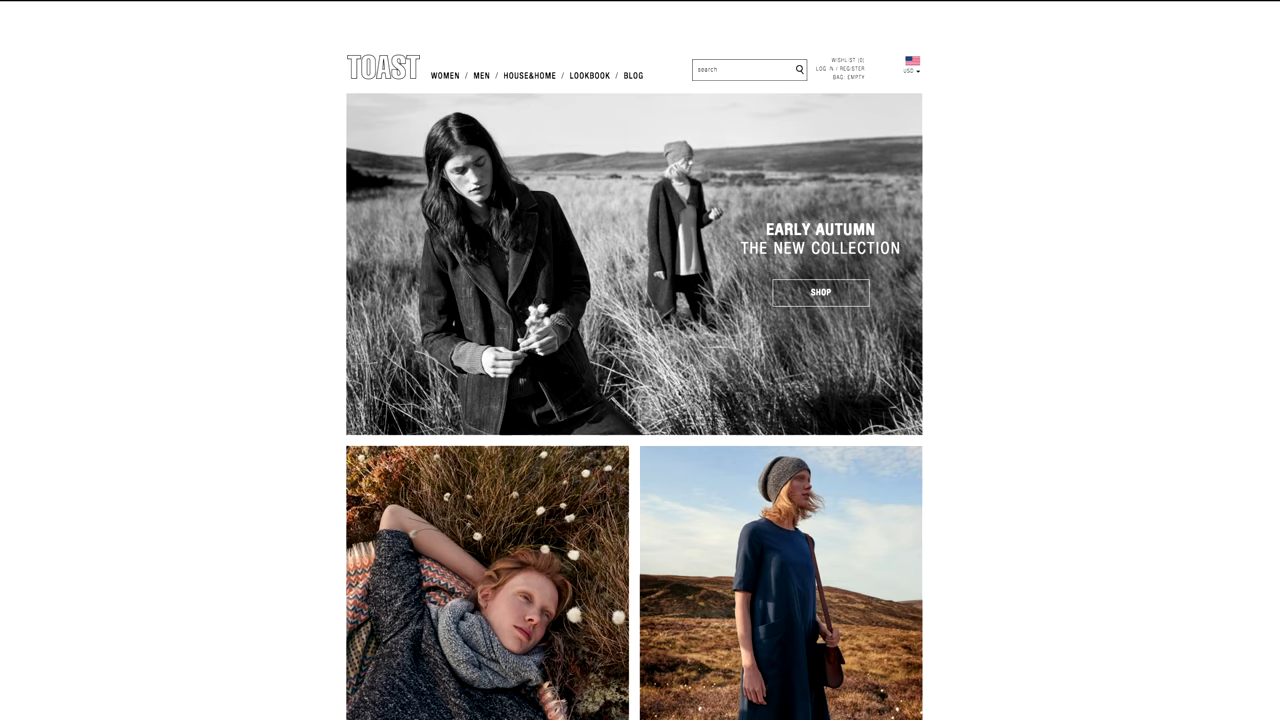 TOAST
WOMEN / MEN / HOUSE&HOME / LOOKBOOK / BLOG
search
WISHLIST (0)
LOG IN / REGISTER
BAG: EMPTY
USD
EARLY AUTUMN
THE NEW COLLECTION
SHOP